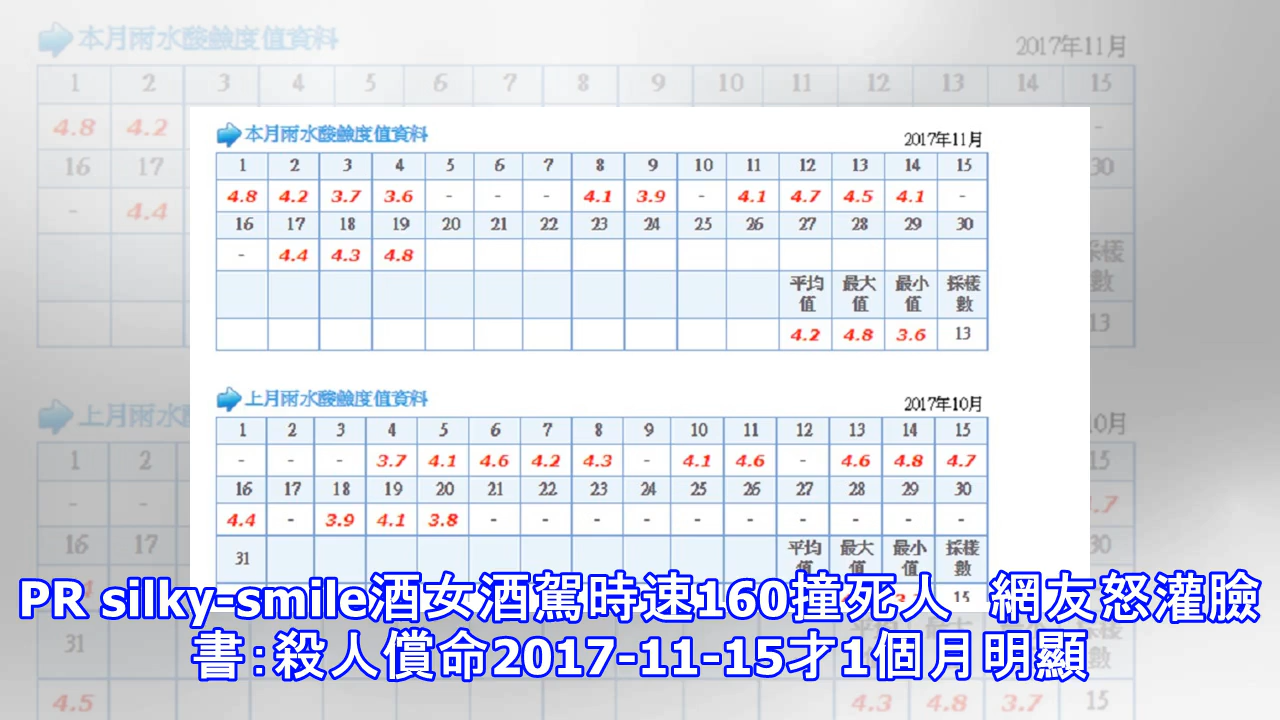 本月雨水酸鹼度值資料
2017年11月
1 2 3 4 5 6 7 8 9 10 11 12 13 14 15
4.8 4.2 3.7 3.6 - - - 4.1 3.9 - 4.1 4.7 4.5 4.1 -
16 17 18 19 20 21 22 23 24 25 26 27 28 29 30
- 4.4 4.3 4.8
平均值 最大值 最小值 採樣數
4.2 4.8 3.6 13
上月雨水酸鹼度值資料
2017年10月
1 2 3 4 5 6 7 8 9 10 11 12 13 14 15
- - - 3.7 4.1 4.6 4.2 4.3 - 4.1 4.6 - 4.6 4.8 4.7
16 17 18 19 20 21 22 23 24 25 26 27 28 29 30
4.4 - 3.9 4.1 3.8 - - - - - - - - - -
31 平均值 最大值 最小值 採樣數
15
PR silky-smile酒女酒駕時速160撞死人 網友怒灌臉
書:殺人償命2017-11-15才1個月明顯